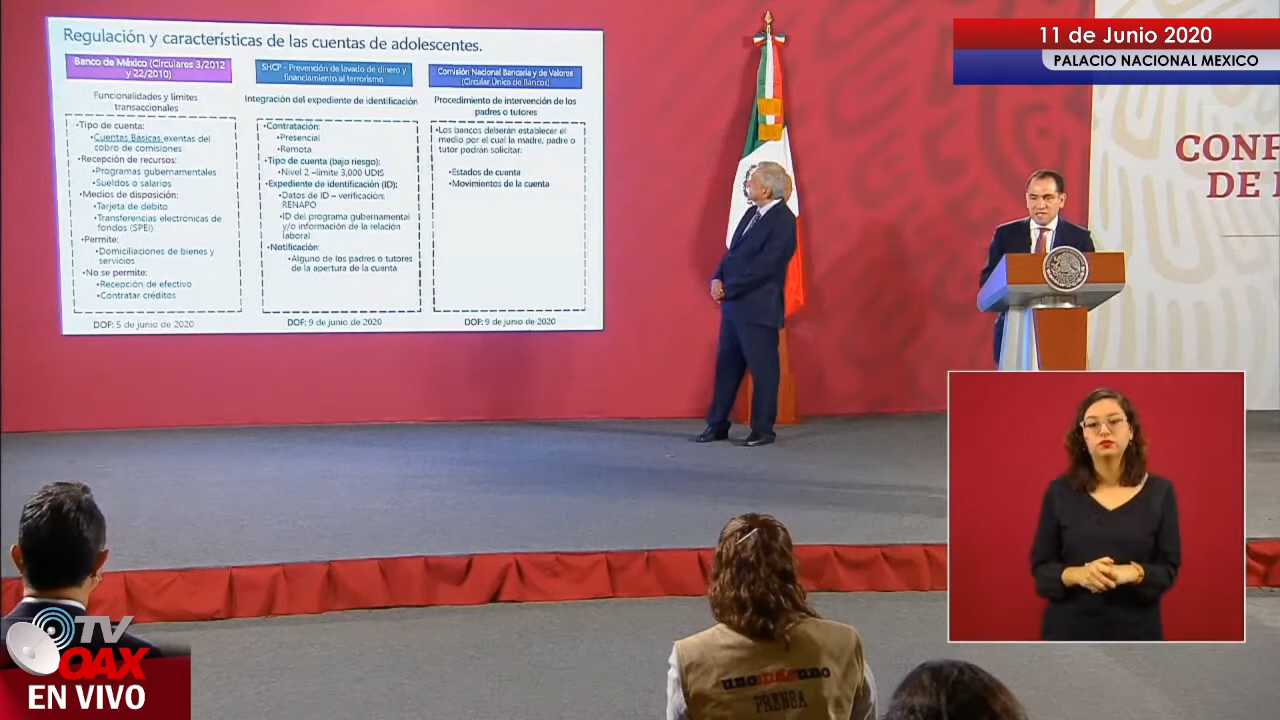 Regulación y características de las cuentas de adolescentes.
Banco de México (Circulares 3/2012
y 22/2010)
Funcionalidades y límites
transaccionales
•Tipo de cuenta:
•Cuentas Básicas exentas del
cobro de comisiones
•Recepción de recursos:
•Programas gubernamentales
•Sueldos o salarios
•Medios de disposición:
•Tarjeta de débito
•Transferencias electrónicas de
fondos (SPEI)
•Permite:
•Domiciliaciones de bienes y
servicios
•No se permite:
•Recepción de efectivo
•Contratar créditos
DOF: 5 de junio de 2020
SHCP - Prevención de lavado de dinero y
financiamiento al terrorismo
Integración del expediente de identificación
•Contratación:
•Presencial
•Remota
•Tipo de cuenta (bajo riesgo):
•Nivel 2 –límite 3,000 UDIS
•Expediente de identificación (ID):
•Datos de ID – verificación:
RENAPO
•ID del programa gubernamental
y/o información de la relación
laboral
•Notificación:
•Alguno de los padres o tutores
de la apertura de la cuenta
DOF: 9 de junio de 2020
Comisión Nacional Bancaria y de Valores
(Circular Única de Bancos)
Procedimiento de intervención de los
padres o tutores
•Los bancos deberán establecer el
medio por el cual la madre, padre o
tutor podrán solicitar:
•Estados de cuenta
•Movimientos de la cuenta
DOF: 9 de junio de 2020
11 de Junio 2020
PALACIO NACIONAL MEXICO
CONF
DE
unomásuno
PRENSA
TV
OAX
EN VIVO